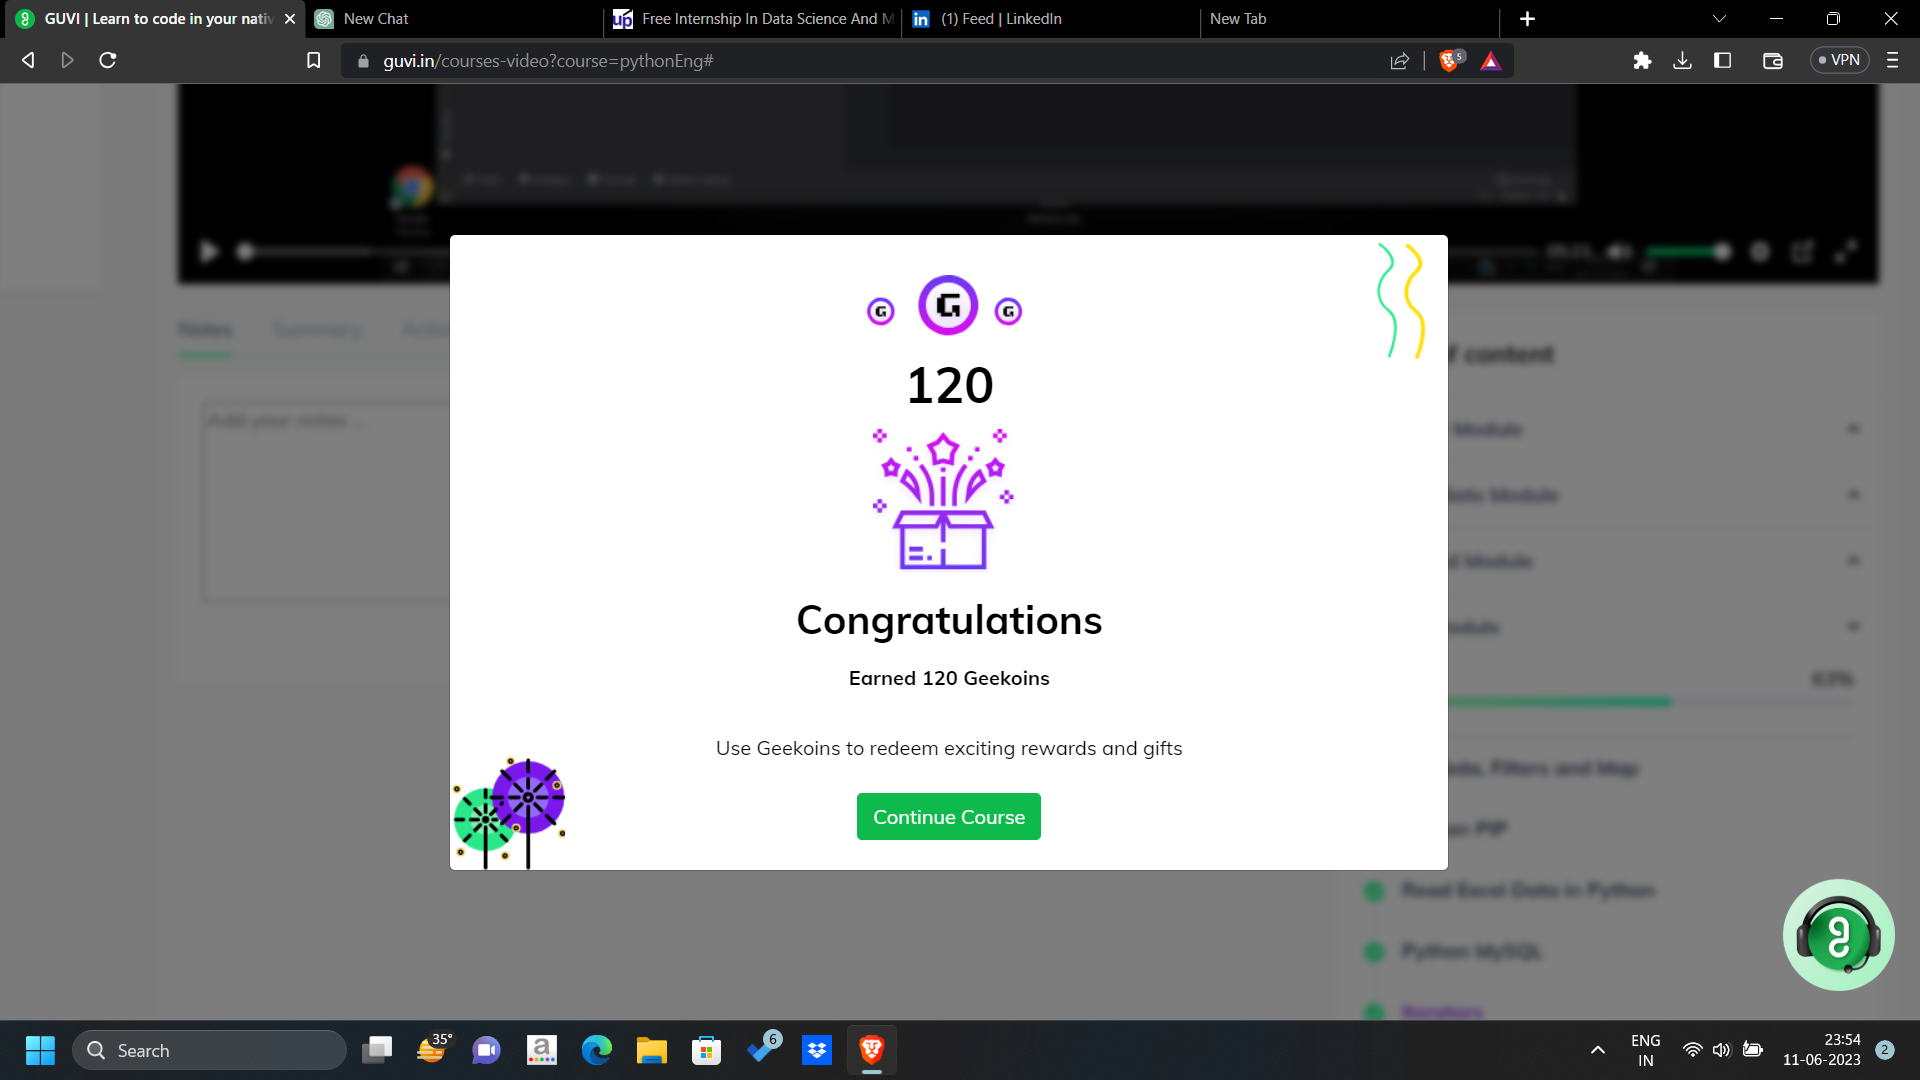 GUVI | Learn to code in your nativ
New Chat
Free Internship In Data Science And M
(1) Feed | LinkedIn
New Tab
guvi.in/courses-video?course=pythonEng#
5
VPN
Notes
Summary
Add your notes ...
of content
Module
Module
Module
63%
Filters and Map
PIP
Read Excel Data in Python
Python MySQL
Iterators
G
G
G
120
Congratulations
Earned 120 Geekoins
Use Geekoins to redeem exciting rewards and gifts
Continue Course
Search
35°
a
6
ENG
IN
23:54
11-06-2023
2